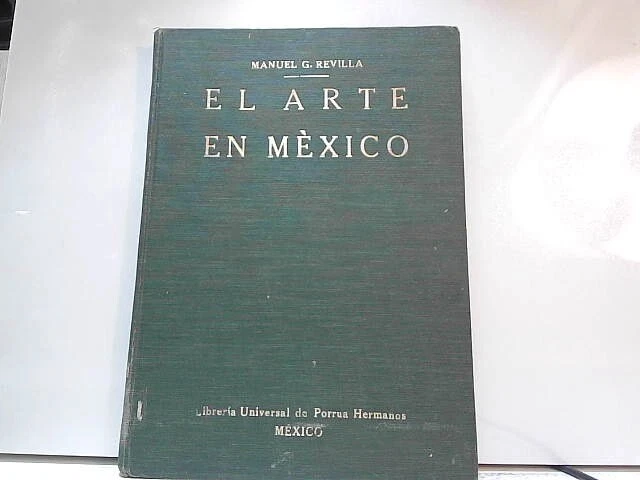 MANUEL G. REVILLA
EL ARTE
EN MÈXICO
Librería Universal de Porrua Hermanos
MÉXICO